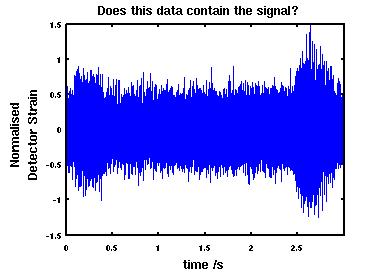 Does this data contain the signal?
1.5
1
0.5
0
-0.5
-1
-1.5
Normalised
Detector Strain
0 0.5 1 1.5 2 2.5
time /s